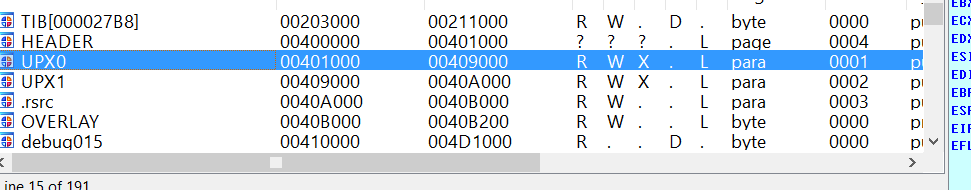 TIB[000027B8] 00203000 00211000 R W . D . byte 0000
HEADER 00400000 00401000 ? ? ? . L page 0004
UPX0 00401000 00409000 R W X . L para 0001
UPX1 00409000 0040A000 R W X . L para 0002
.rsrc 0040A000 0040B000 R W . . L para 0003
OVERLAY 0040B000 0040B200 R W . . L byte 0000
debug015 00410000 004D1000 R . . D . byte 0000
Line 15 of 191
ECX
EDX
ESI
EDI
EBP
ESP
EIP
EFL